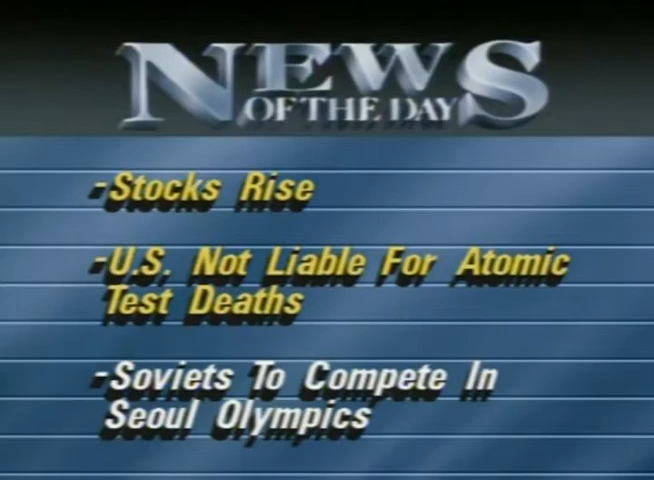 NEWS
OF THE DAY
-Stocks Rise
-U.S. Not Liable For Atomic
Test Deaths
-Soviets To Compete In
Seoul Olympics